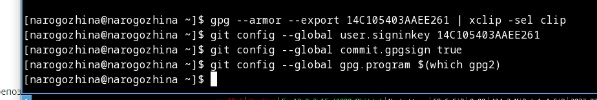 [narogozhina@narogozhina ~]$ gpg --armor --export 14C105403AAEE261 | xclip -sel clip
[narogozhina@narogozhina ~]$ git config --global user.signinkey 14C105403AAEE261
[narogozhina@narogozhina ~]$ git config --global commit.gpgsign true
[narogozhina@narogozhina ~]$ git config --global gpg.program $(which gpg2)
[narogozhina@narogozhina ~]$